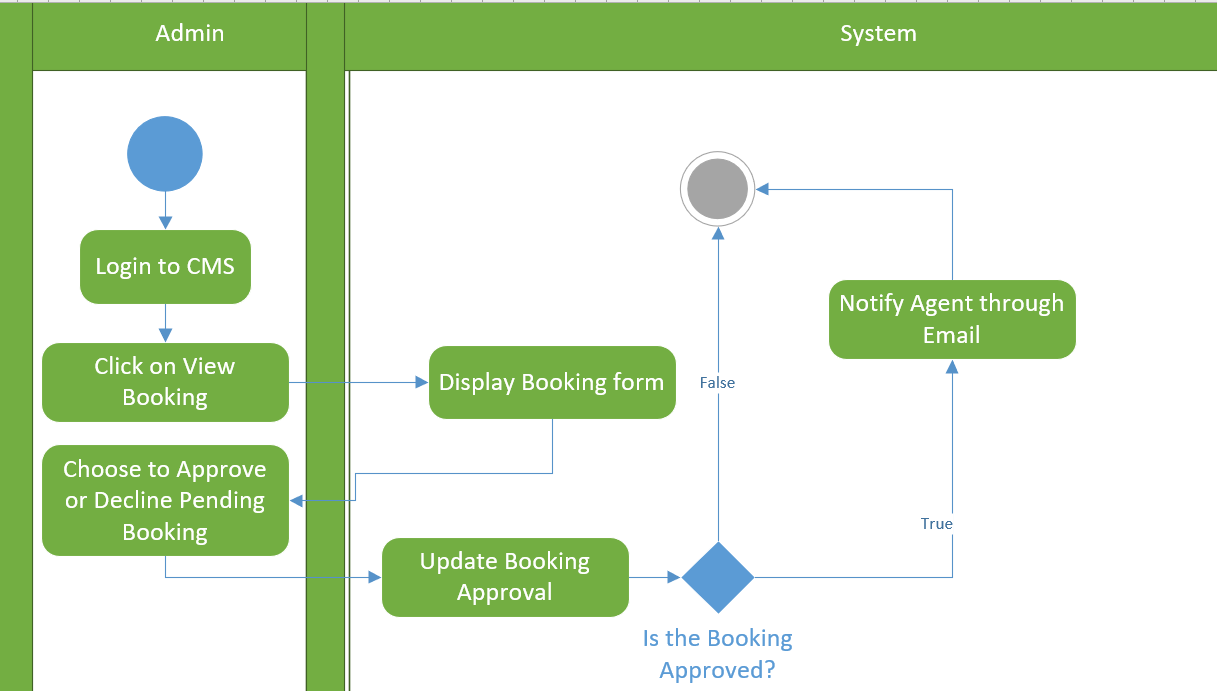 Admin
System
Login to CMS
Click on View
Booking
Display Booking form
Choose to Approve
or Decline Pending
Booking
Update Booking
Approval
Is the Booking
Approved?
False
True
Notify Agent through
Email